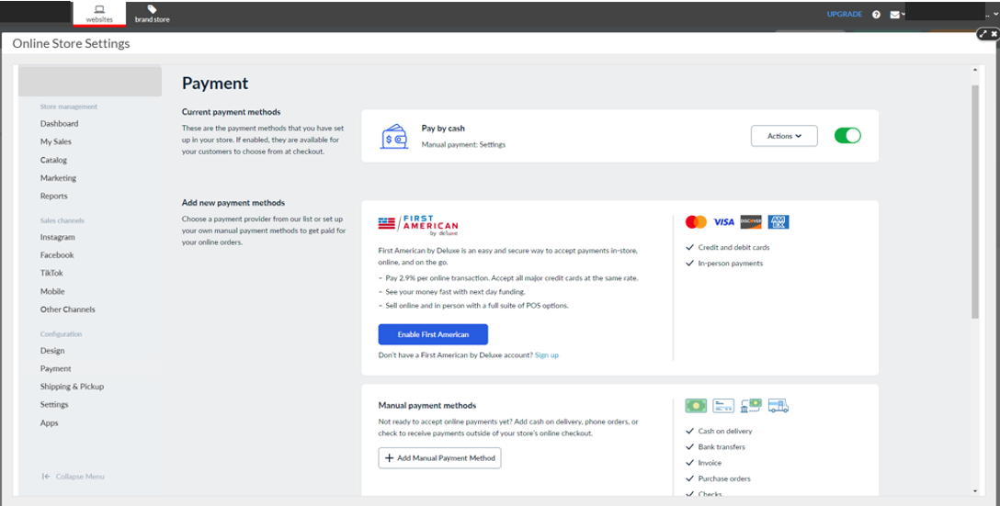 websites
brand store
UPGRADE
Online Store Settings
Store management
Dashboard
My Sales
Catalog
Marketing
Reports
Sales channels
Instagram
Facebook
TikTok
Mobile
Other Channels
Configuration
Design
Payment
Shipping & Pickup
Settings
Apps
Collapse Menu
Payment
Current payment methods
These are the payment methods that you have set
up in your store. If enabled, they are available for
your customers to choose from at checkout.
Pay by cash
Manual payment: Settings
Actions
Add new payment methods
Choose a payment provider from our list or set up
your own manual payment methods to get paid for
your online orders.
FIRST
AMERICAN
by deluxe
First American by Deluxe is an easy and secure way to accept payments in-store,
online, and on the go.
– Pay 2.9% per online transaction. Accept all major credit cards at the same rate.
– See your money fast with next day funding.
– Sell online and in person with a full suite of POS options.
Enable First American
Don't have a First American by Deluxe account? Sign up
VISA DISCOVER AMEX
Credit and debit cards
In-person payments
Manual payment methods
Not ready to accept online payments yet? Add cash on delivery, phone orders, or
check to receive payments outside of your store's online checkout.
+ Add Manual Payment Method
Cash on delivery
Bank transfers
Invoice
Purchase orders
Checks